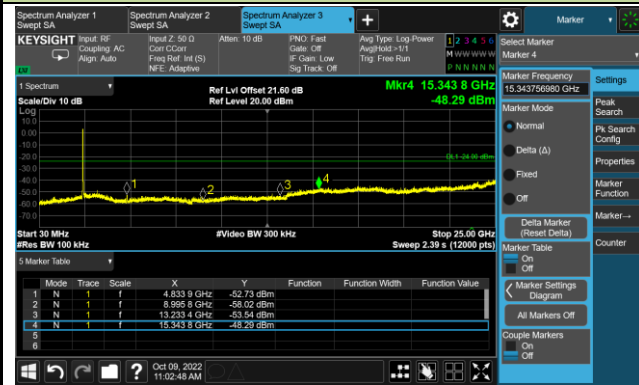 Spectrum Analyzer 1
Swept SA
Spectrum Analyzer 2
Swept SA
Spectrum Analyzer 3
Swept SA
Marker
KEYSIGHT
Input: RF
Coupling: AC
Align: Auto
Input Z: 50 Ω
Corr CCorr
Freq Ref: Int (S)
NFE: Adaptive
Atten: 10 dB
PNO: Fast
Gate: Off
IF Gain: Low
Sig Track: Off
Avg Type: Log-Power
Avg|Hold:>1/1
Trig: Free Run
1 2 3 4 5 6
M W W W W W
P N N N N N
Select Marker
Marker 4
1 Spectrum
Scale/Div 10 dB
Ref Lvl Offset 21.60 dB
Ref Level 20.00 dBm
Mkr4 15.343 8 GHz
-48.29 dBm
Log
10.0
0.00
-10.0
-20.0
-30.0
-40.0
-50.0
-60.0
-70.0
DL1 -24.00 dBm
1
2
3
4
Start 30 MHz
#Res BW 100 kHz
#Video BW 300 kHz
Stop 25.00 GHz
Sweep 2.39 s (12000 pts)
5 Marker Table
Mode Trace Scale X Y Function Function Width Function Value
1 N 1 f 4.833 9 GHz -52.73 dBm
2 N 1 f 8.995 8 GHz -58.02 dBm
3 N 1 f 13.233 4 GHz -53.54 dBm
4 N 1 f 15.343 8 GHz -48.29 dBm
5
6
Marker Frequency
15.343756980 GHz
Marker Mode
Normal
Delta (Δ)
Fixed
Off
Delta Marker
(Reset Delta)
Marker Table
On
Off
Marker Settings
Diagram
All Markers Off
Couple Markers
On
Off
Settings
Peak
Search
Pk Search
Config
Properties
Marker
Function
Marker→
Counter
Oct 09, 2022
11:02:48 AM